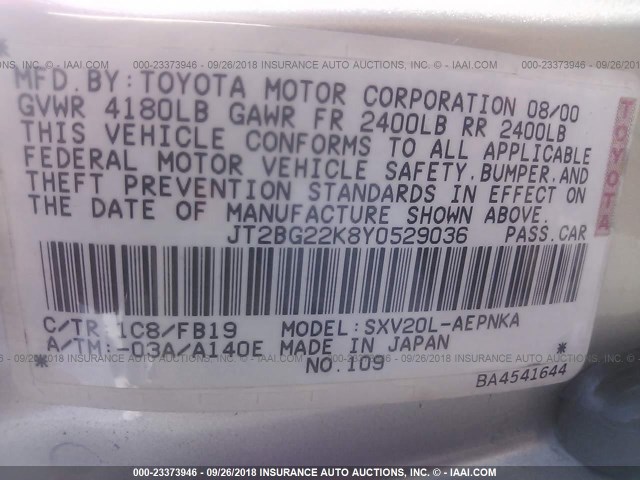 000-23373946 - 09/26/2018 INSURANCE AUTO AUCTIONS, INC. - © IAAI.COM
MFD. BY: TOYOTA MOTOR CORPORATION 08/00
GVWR 4180LB GAWR FR 2400LB RR 2400LB
THIS VEHICLE CONFORMS TO ALL APPLICABLE
FEDERAL MOTOR VEHICLE SAFETY, BUMPER, AND
THEFT PREVENTION STANDARDS IN EFFECT ON
THE DATE OF MANUFACTURE SHOWN ABOVE.
TOYOTA
JT2BG22K8Y0529036 PASS.CAR
C/TR: 1C8/FB19 MODEL: SXV20L-AEPNKA
A/TM:-03A/A140E MADE IN JAPAN
NO.109
BA4541644
000-23373946 - 09/26/2018 INSURANCE AUTO AUCTIONS, INC. - © IAAI.COM